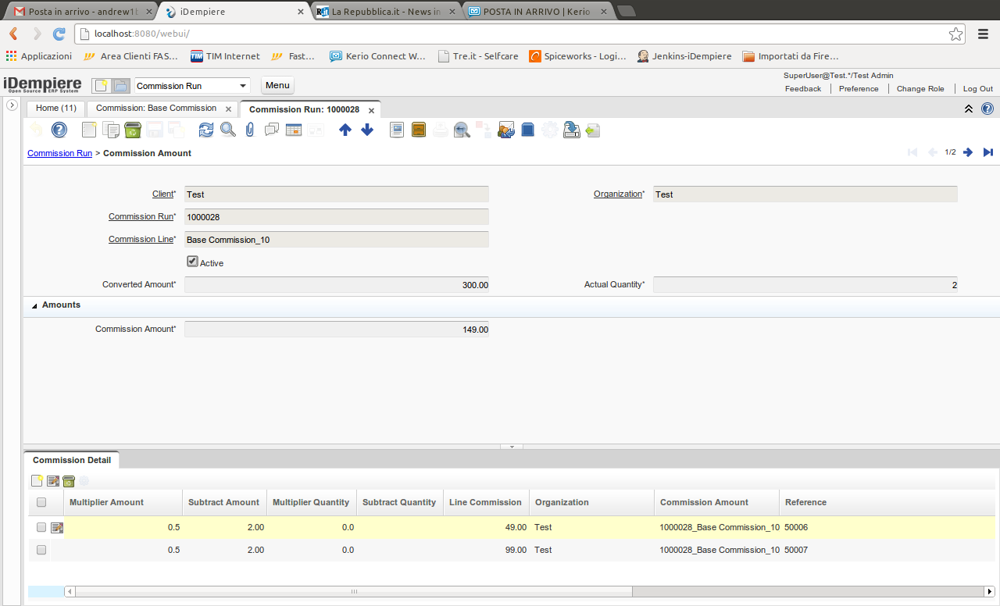 Posta in arrivo - andrew1b
iDempiere
La Repubblica.it - News in
POSTA IN ARRIVO | Kerio
localhost:8080/webui/
Applicazioni
Area Clienti FAS...
TIM Internet
Fast...
Kerio Connect W...
Tre.it - Selfcare
Spiceworks - Logi...
Jenkins-iDempiere
Importati da Fire...
iDempiere
Open Source ERP System
Commission Run
Menu
SuperUser@Test.*/Test Admin
Feedback
Preference
Change Role
Log Out
Home (11)
Commission: Base Commission
Commission Run: 1000028
Commission Run > Commission Amount
1/2
Client* Test
Organization* Test
Commission Run* 1000028
Commission Line* Base Commission_10
Active
Converted Amount* 300.00
Actual Quantity* 2
Amounts
Commission Amount* 149.00
Commission Detail
Multiplier Amount Subtract Amount Multiplier Quantity Subtract Quantity Line Commission Organization Commission Amount Reference
0.5 2.00 0.0 49.00 Test 1000028_Base Commission_10 50006
0.5 2.00 0.0 99.00 Test 1000028_Base Commission_10 50007